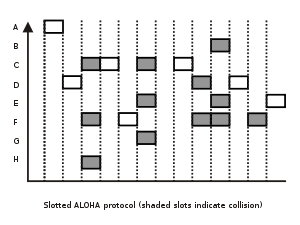 A
B
C
D
E
F
G
H
Slotted ALOHA protocol (shaded slots indicate collision)